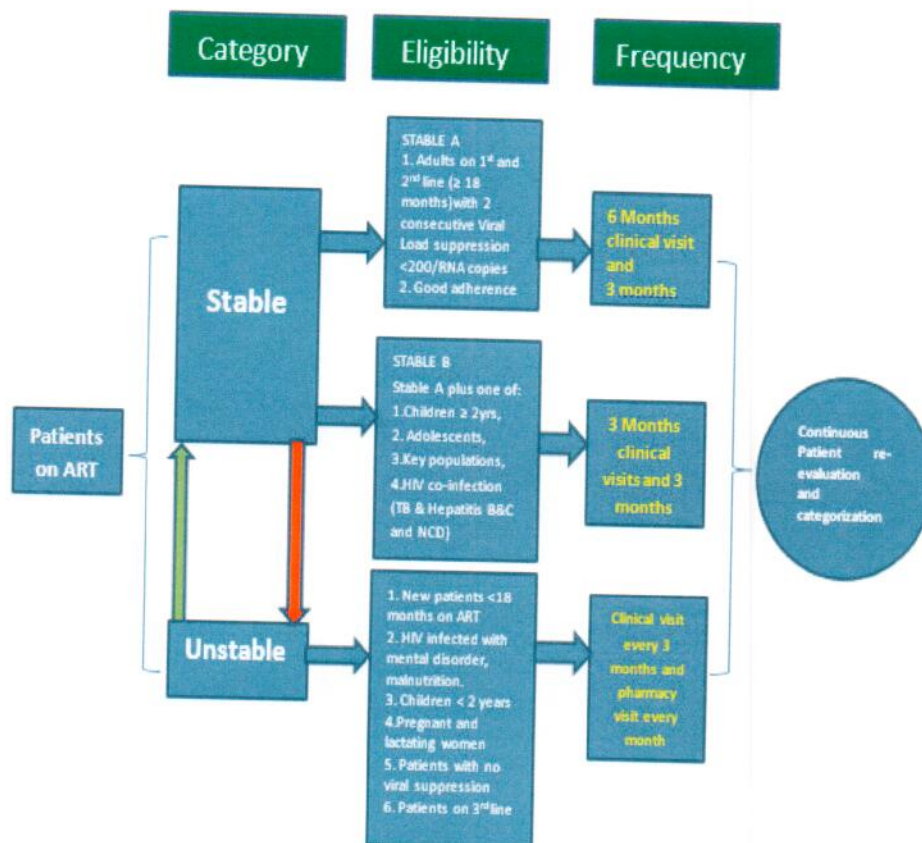 Category
Eligibility
Frequency
Patients
on ART
Stable
STABLE A
1. Adults on 1st and
2nd line (≥ 18
months)with 2
consecutive Viral
Load suppression
<200/RNA copies
2. Good adherence
6 Months
clinical visit
and
3 months
STABLE B
Stable A plus one of:
1.Children ≥ 2yrs,
2. Adolescents,
3.Key populations,
4.HIV co-infection
(TB & Hepatitis B&C
and NCD)
3 Months
clinical
visits and 3
months
Unstable
1. New patients <18
months on ART
2. HIV infected with
mental disorder,
malnutrition.
3. Children < 2 years
4.Pregnant and
lactating women
5. Patients with no
viral suppression
6. Patients on 3rd line
Clinical visit
every 3
months and
pharmacy
visit every
month
Continuous
Patient re-
evaluation
and
categorization